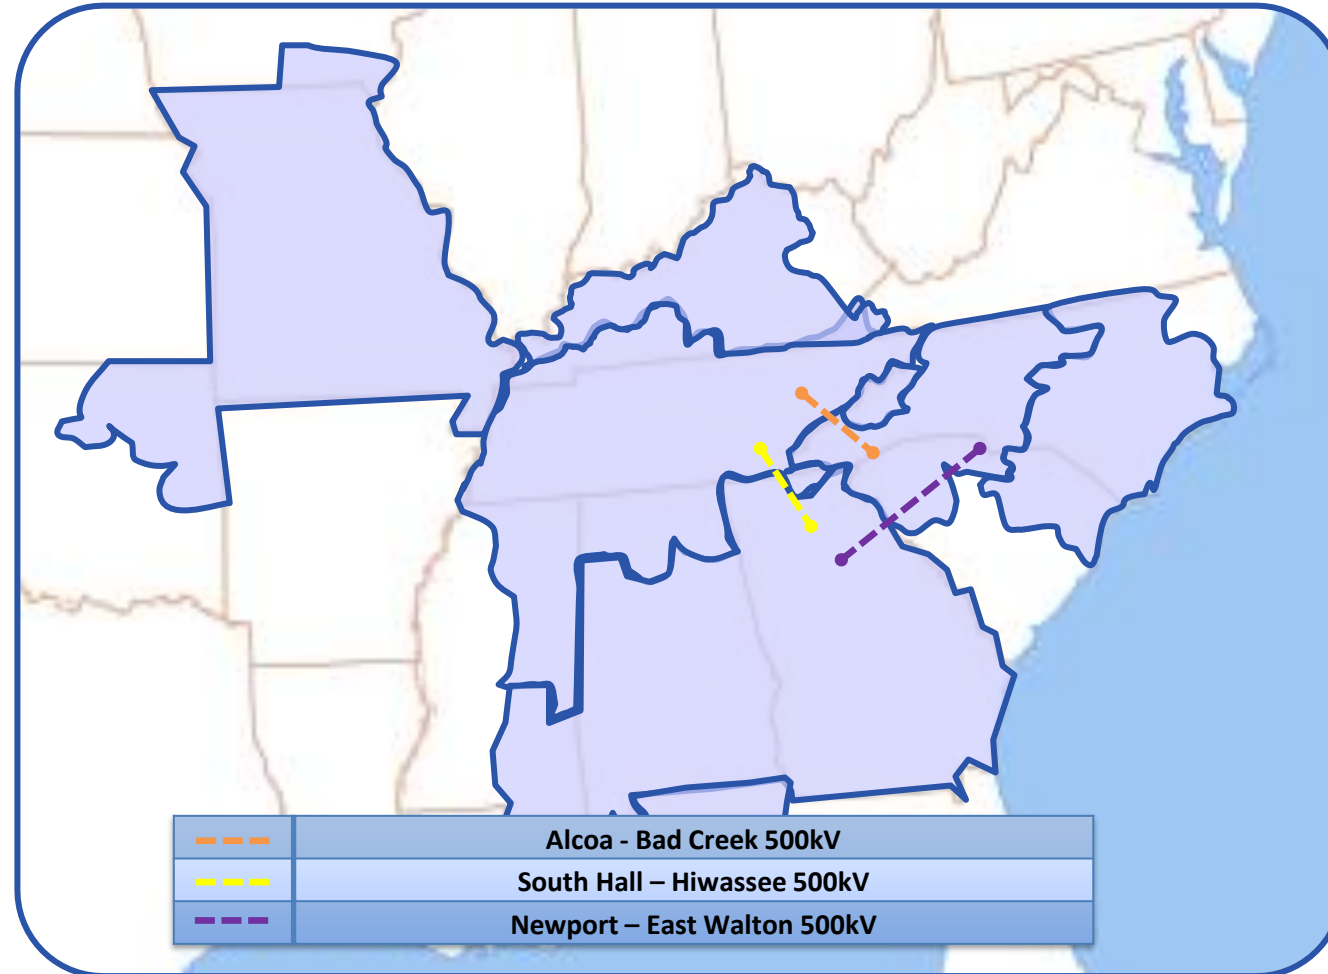 Alcoa - Bad Creek 500kV
South Hall – Hiwassee 500kV
Newport – East Walton 500kV